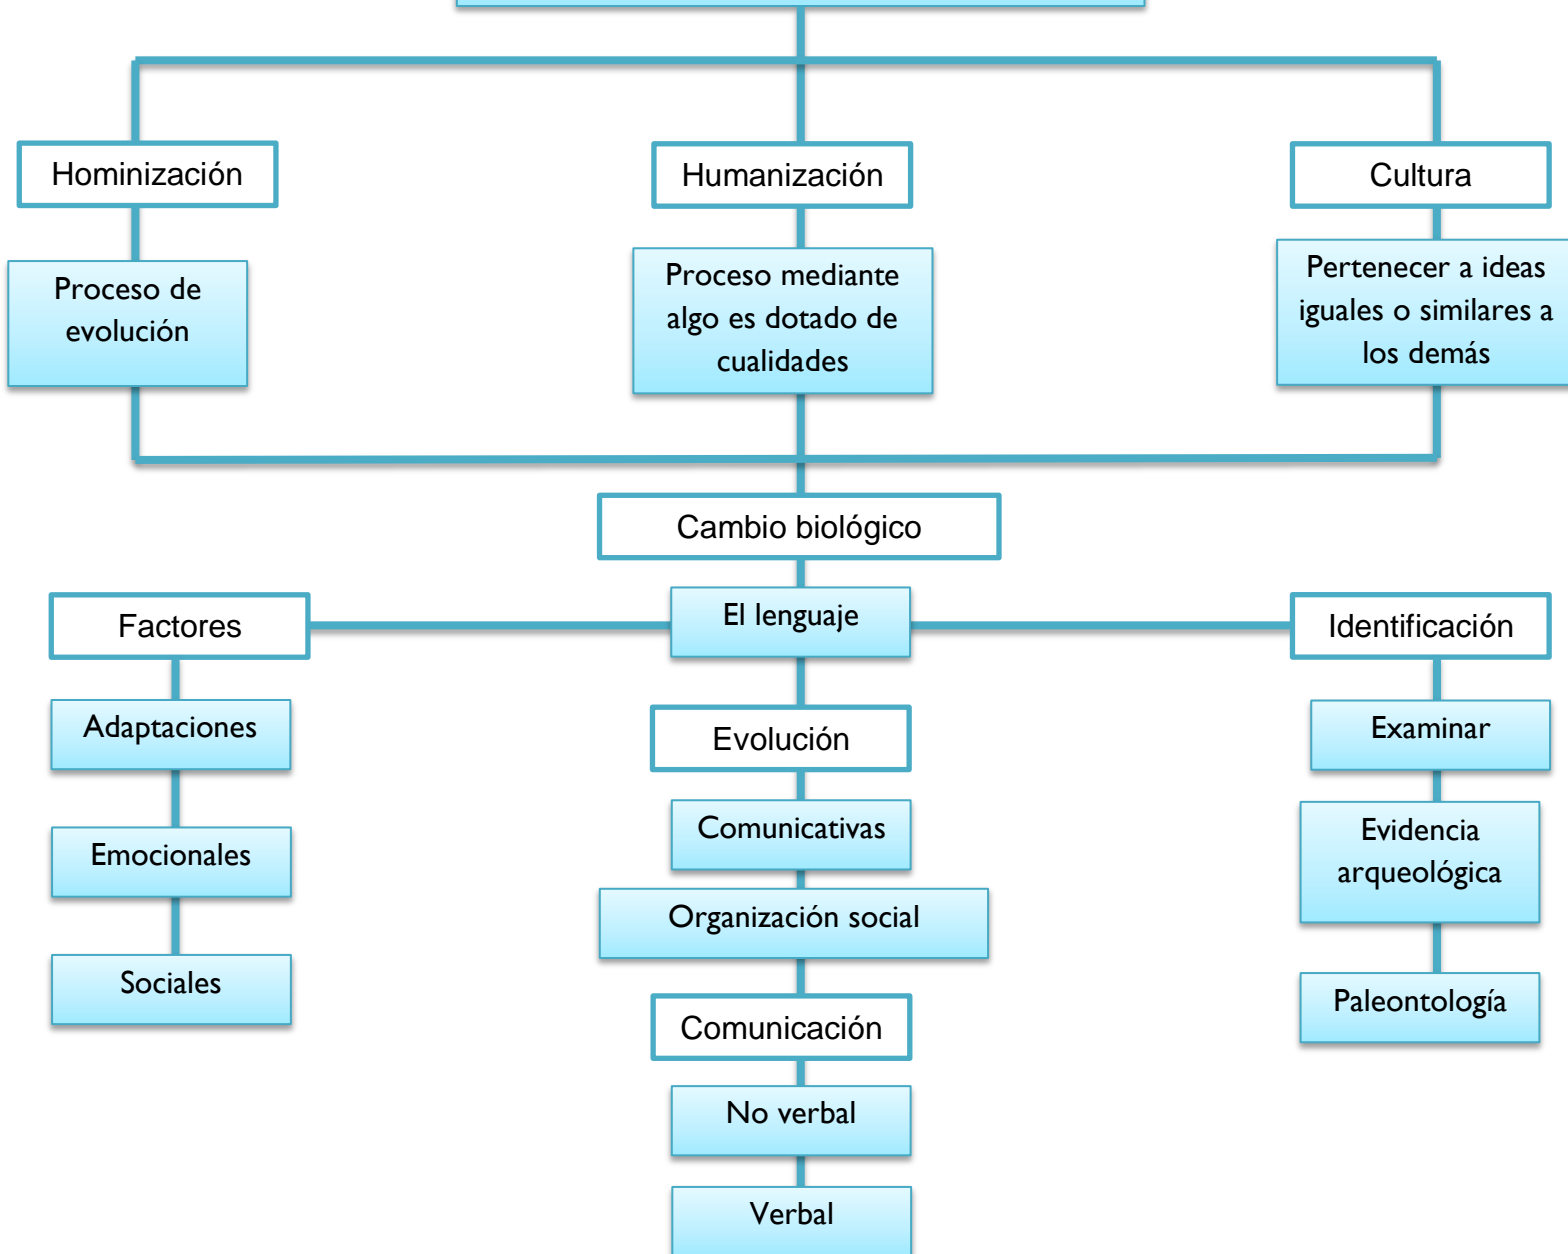 Hominización
Humanización
Cultura
Proceso de
evolución
Proceso mediante
algo es dotado de
cualidades
Pertenecer a ideas
iguales o similares a
los demás
Cambio biológico
El lenguaje
Factores
Adaptaciones
Emocionales
Sociales
Evolución
Comunicativas
Organización social
Comunicación
No verbal
Verbal
Identificación
Examinar
Evidencia
arqueológica
Paleontología